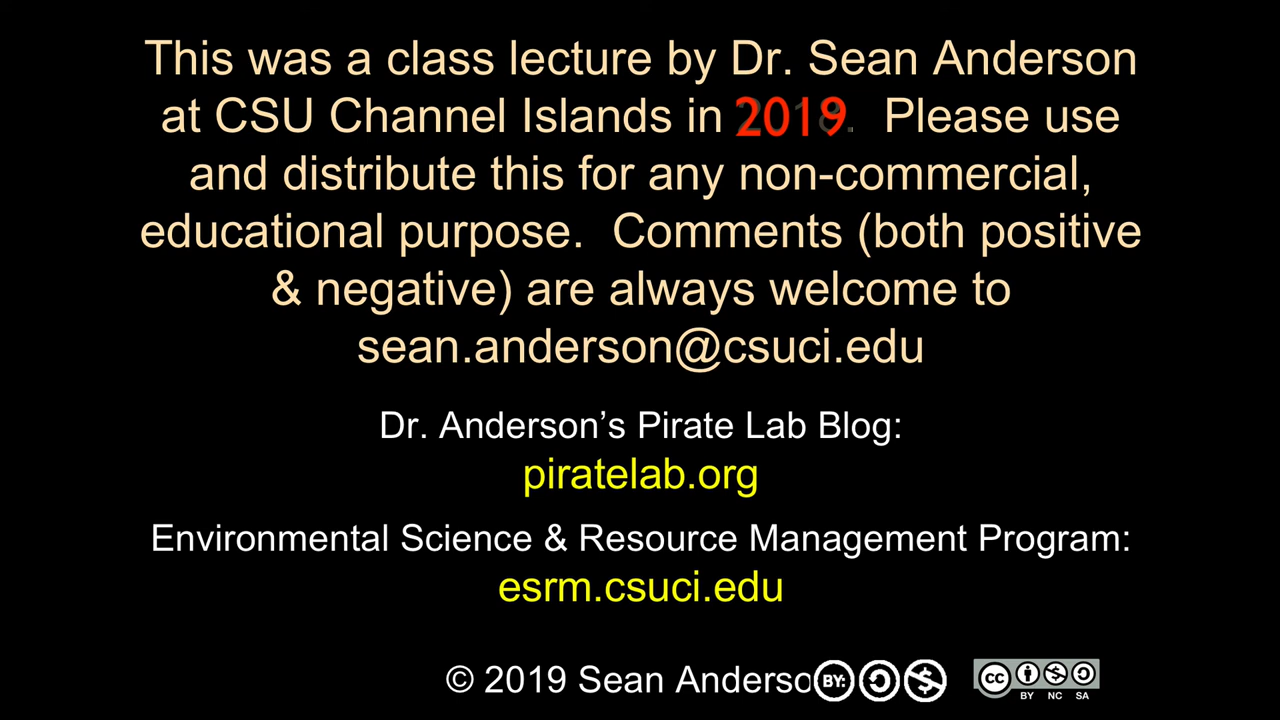 This was a class lecture by Dr. Sean Anderson
at CSU Channel Islands in 2019. Please use
and distribute this for any non-commercial,
educational purpose. Comments (both positive
& negative) are always welcome to
sean.anderson@csuci.edu
Dr. Anderson’s Pirate Lab Blog:
piratelab.org
Environmental Science & Resource Management Program:
esrm.csuci.edu
© 2019 Sean Anderso BY: $ cc $
BY NC SA